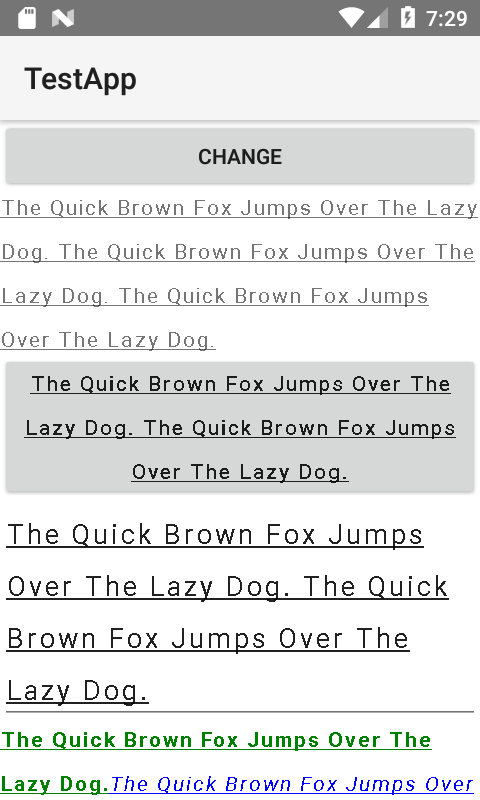 7:29
TestApp
CHANGE
The Quick Brown Fox Jumps Over The Lazy
Dog. The Quick Brown Fox Jumps Over The
Lazy Dog. The Quick Brown Fox Jumps
Over The Lazy Dog.
The Quick Brown Fox Jumps Over The
Lazy Dog. The Quick Brown Fox Jumps
Over The Lazy Dog.
The Quick Brown Fox Jumps
Over The Lazy Dog. The Quick
Brown Fox Jumps Over The
Lazy Dog.
The Quick Brown Fox Jumps Over The
Lazy Dog.The Quick Brown Fox Jumps Over